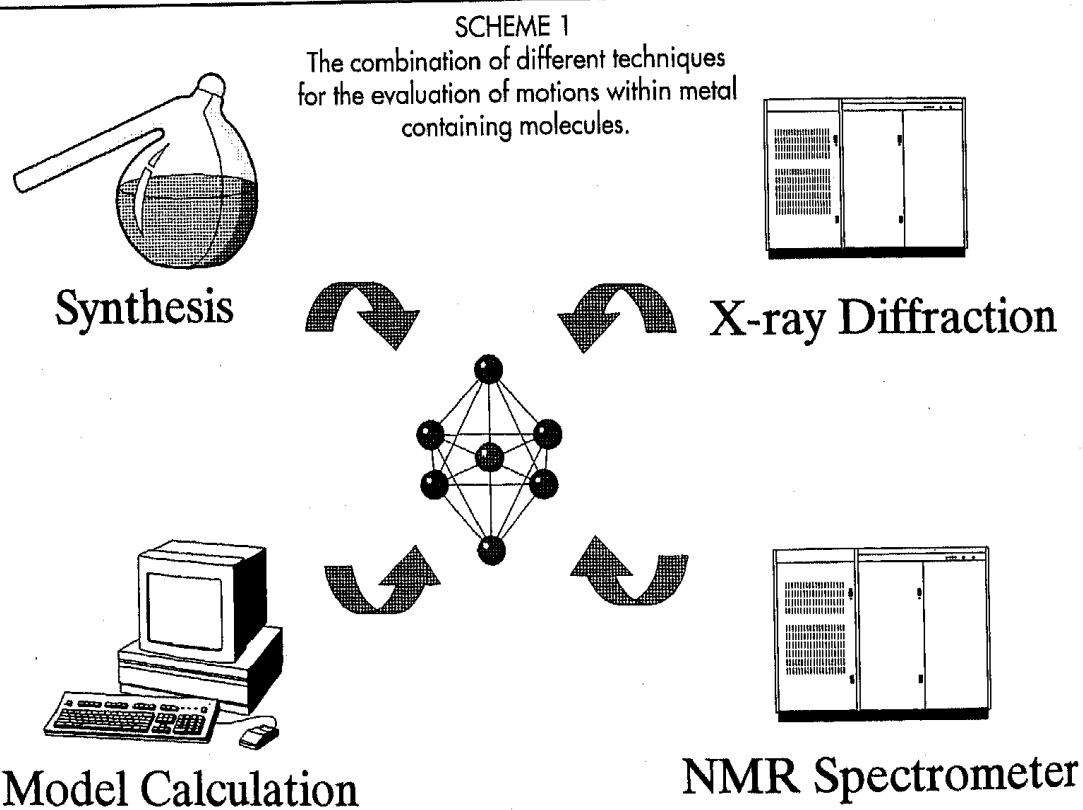 SCHEME 1
The combination of different techniques
for the evaluation of motions within metal
containing molecules.
Synthesis
X-ray Diffraction
Model Calculation
NMR Spectrometer